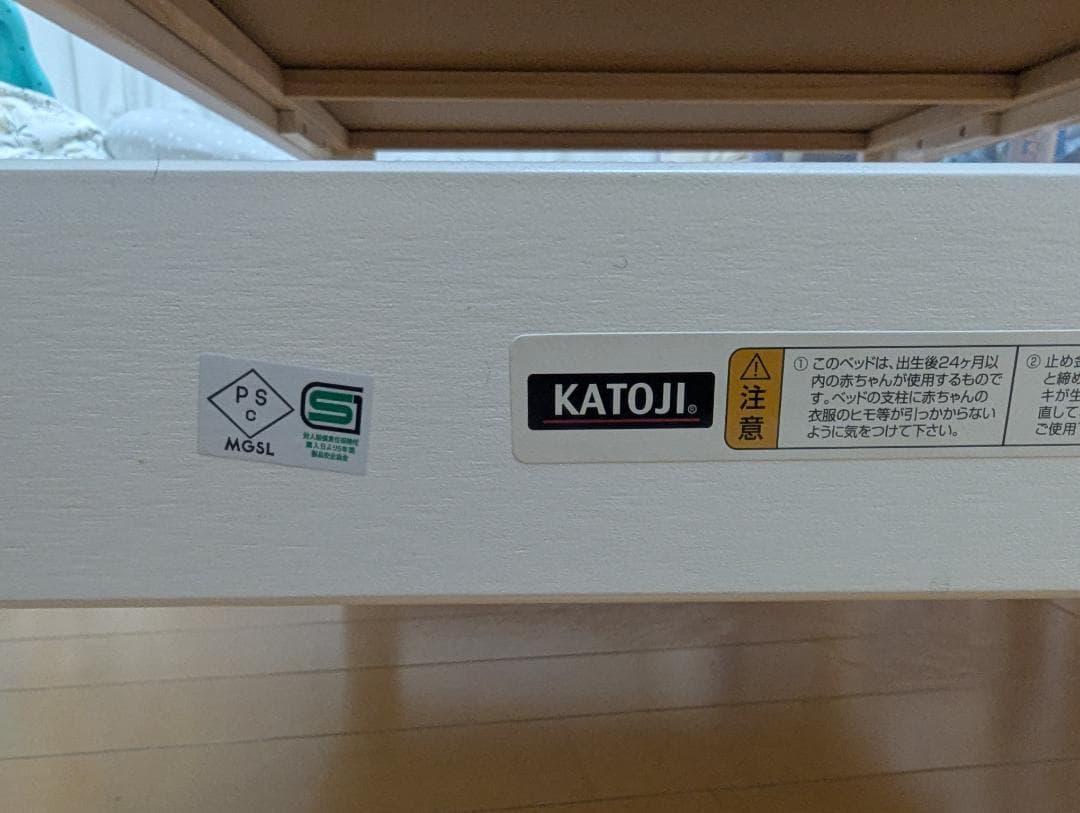 PS
C
MGSL
SG
対人賠償責任保険付
購入日より5年間
製品安全協会
KATOJI®
注意
① このベッドは、出生後24ヶ月以
内の赤ちゃんが使用するもので
す。ベッドの支柱に赤ちゃんの
衣服のヒモ等が引っかからない
ように気をつけて下さい。
② 止め金
と締め
キが生
直して
ご使用